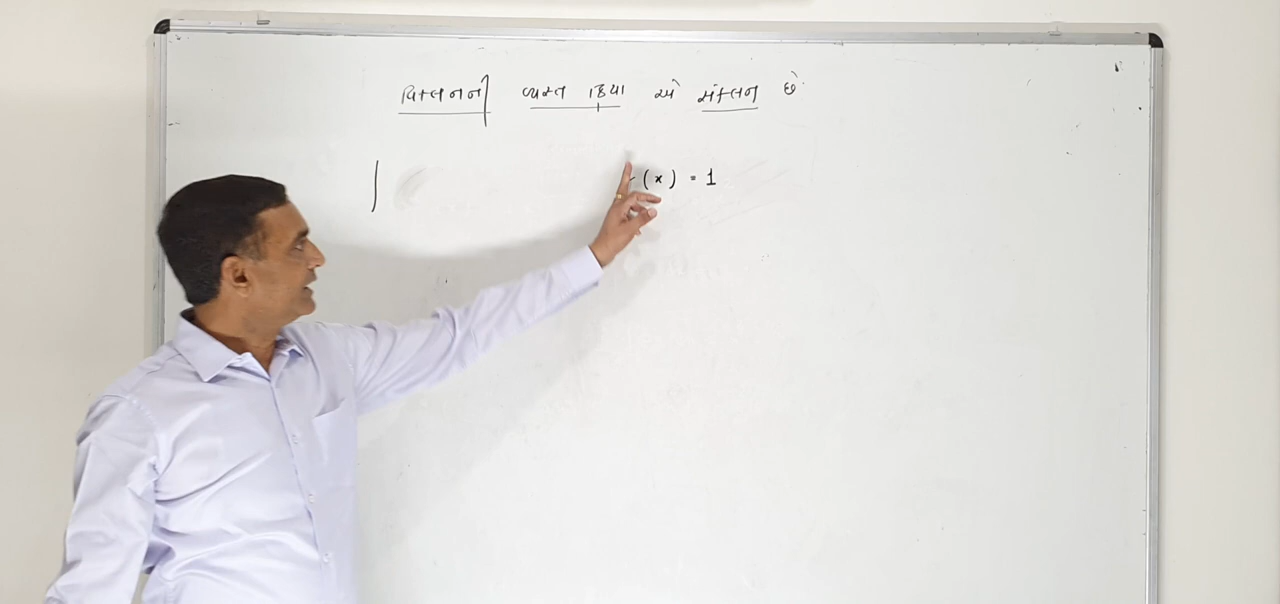 વિકલનની વ્યસ્ત ક્રિયા એ સંકલન છે
(x) = 1